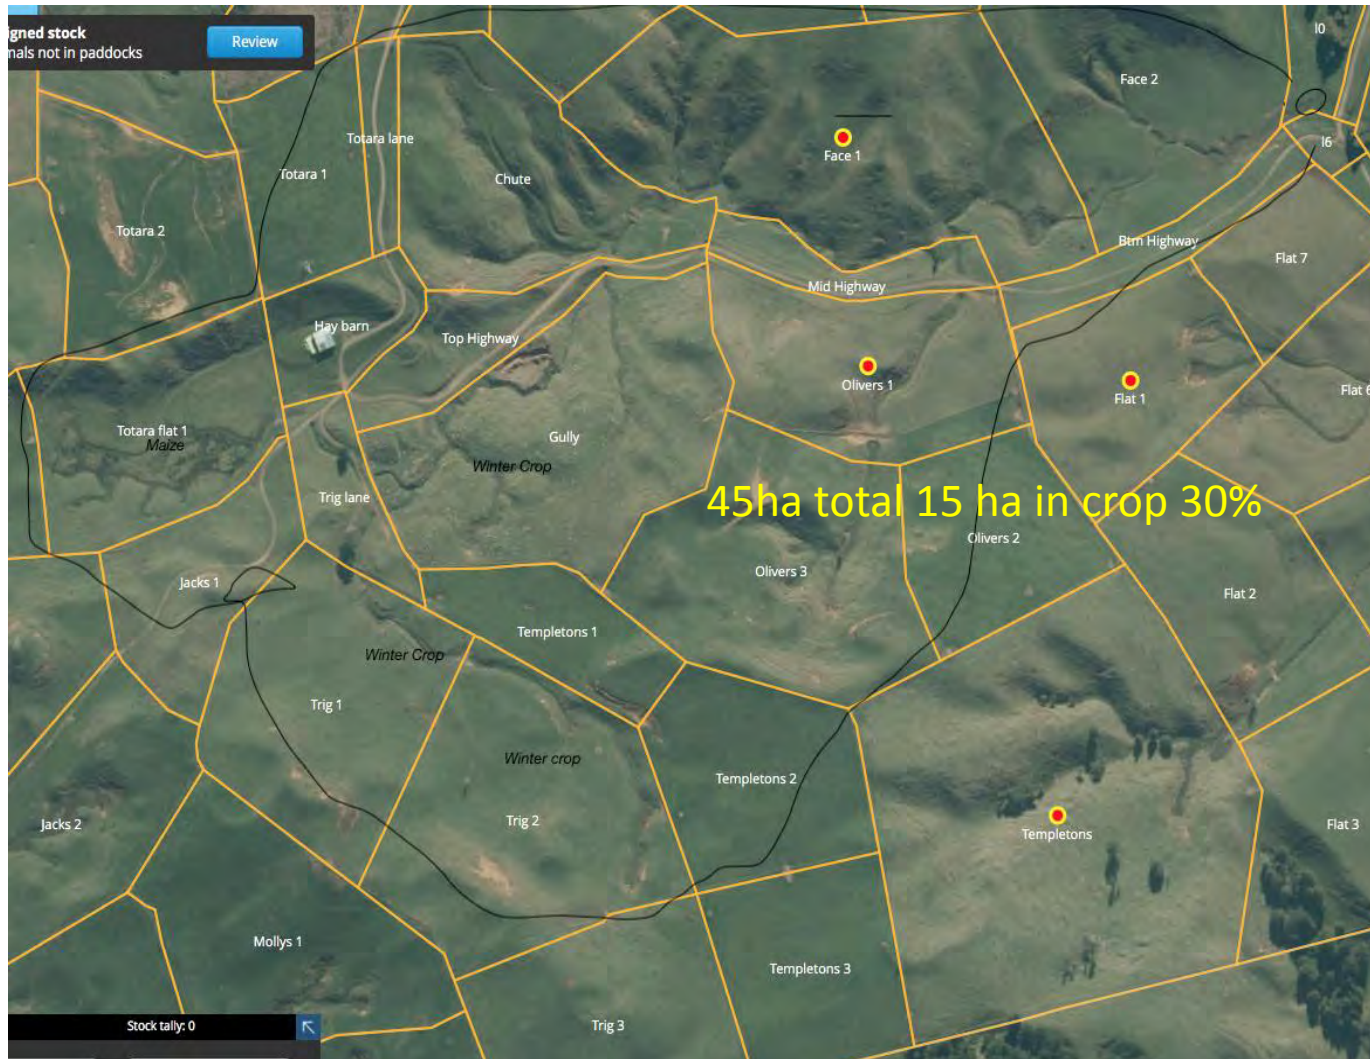 igned stock
mals not in paddocks
Review
I0
Face 2
Totara lane
Face 1
I6
Totara 1
Chute
Totara 2
Btm Highway
Flat 7
Mid Highway
Hay barn
Top Highway
Olivers 1
Flat 1
Flat 6
Totara flat 1
Maize
Gully
Winter Crop
Trig lane
45ha total 15 ha in crop 30%
Olivers 2
Olivers 3
Jacks 1
Flat 2
Templetons 1
Winter Crop
Trig 1
Winter crop
Templetons 2
Trig 2
Jacks 2
Templetons
Flat 3
Mollys 1
Templetons 3
Stock tally: 0
Trig 3